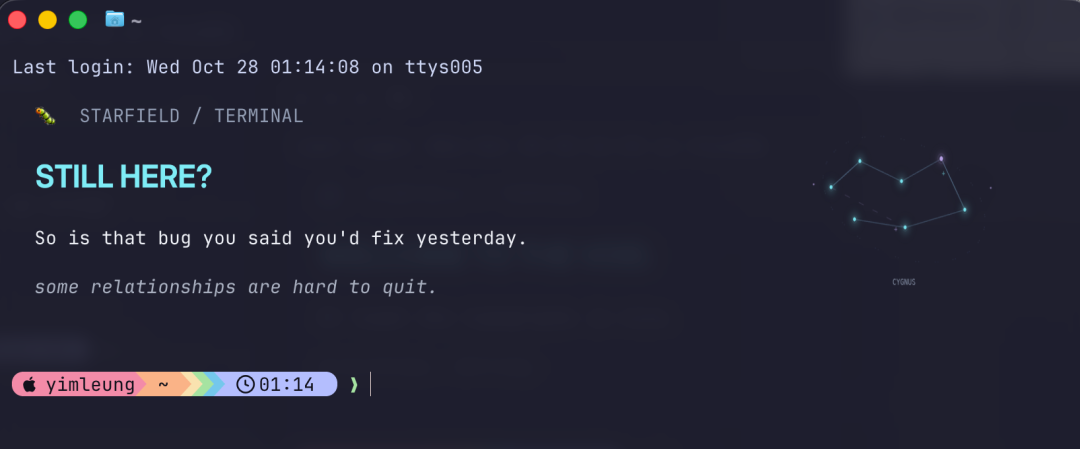 ~
Last login: Wed Oct 28 01:14:08 on ttys005
STARFIELD / TERMINAL
STILL HERE?
So is that bug you said you'd fix yesterday.
some relationships are hard to quit.
CYGNUS
yimleung ~ 01:14 ❯